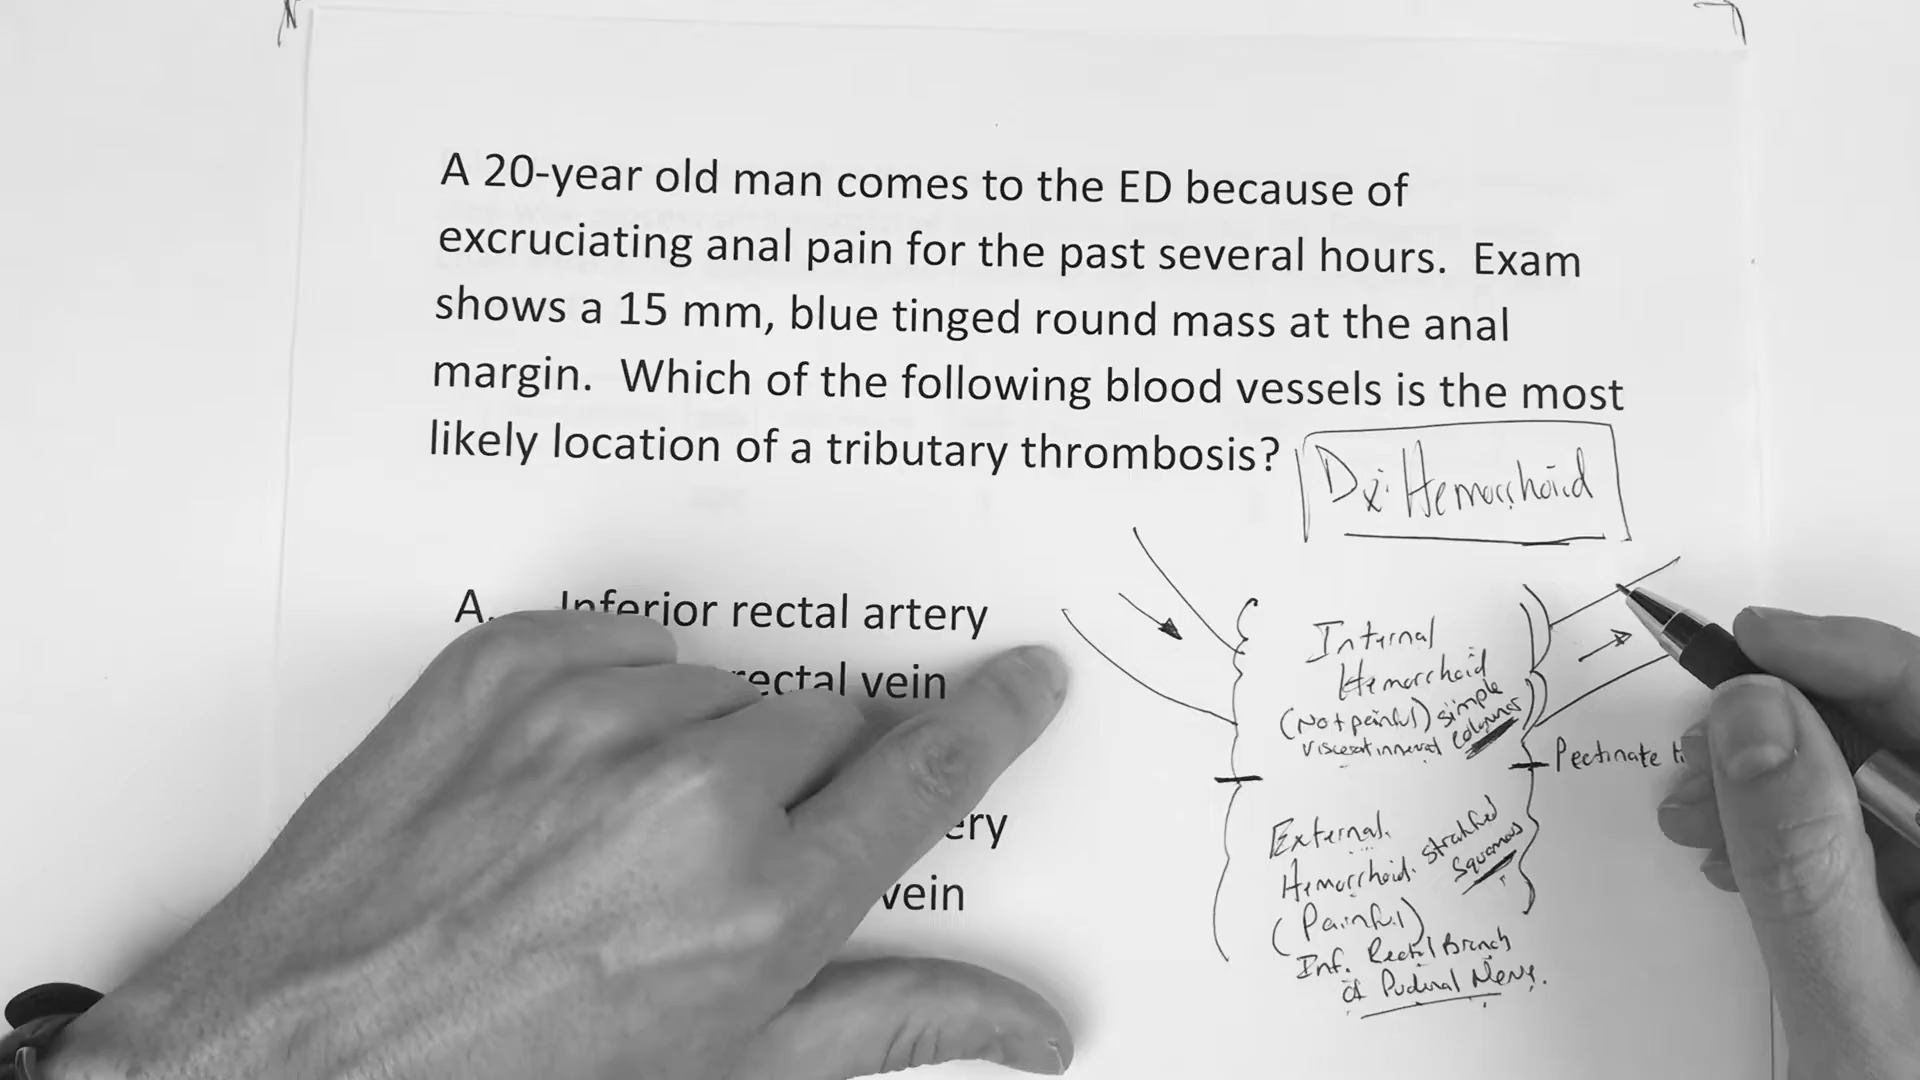 A 20-year old man comes to the ED because of
excruciating anal pain for the past several hours. Exam
shows a 15 mm, blue tinged round mass at the anal
margin. Which of the following blood vessels is the most
likely location of a tributary thrombosis?
Dx: Hemorrhoid
A. Inferior rectal artery
rectal vein
ery
vein
Internal
Hemorrhoid
(Not painful) simple
columnar
Pectinate
External
Hemorrhoid. stratified
squamous
(Painful)
Inf. Rectal Branch
of Pudenal Nerve.